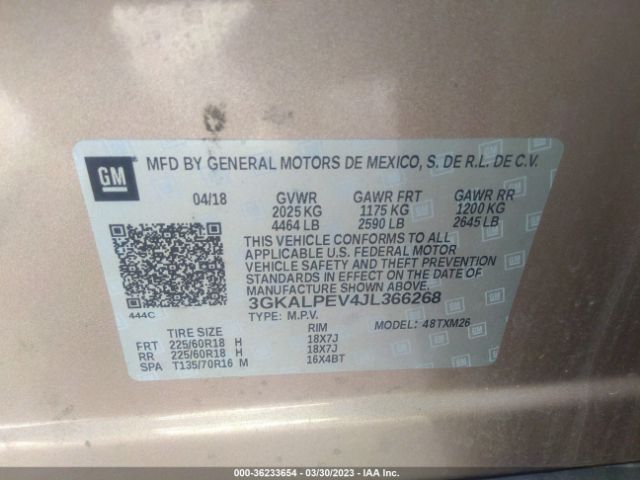 GM
MFD BY GENERAL MOTORS DE MEXICO, S. DE R.L. DE C.V.
04/18 GVWR GAWR FRT GAWR RR
2025 KG 1175 KG 1200 KG
4464 LB 2590 LB 2645 LB
THIS VEHICLE CONFORMS TO ALL
APPLICABLE U.S. FEDERAL MOTOR
VEHICLE SAFETY AND THEFT PREVENTION
STANDARDS IN EFFECT ON THE DATE OF
MANUFACTURE SHOWN ABOVE.
3GKALPEV4JL366268
444C TYPE: M.P.V. MODEL: 48TXM26
TIRE SIZE RIM
FRT 225/60R18 H 18X7J
RR 225/60R18 H 18X7J
SPA T135/70R16 M 16X4BT
000-36233654 — 03/30/2023 — IAA Inc.